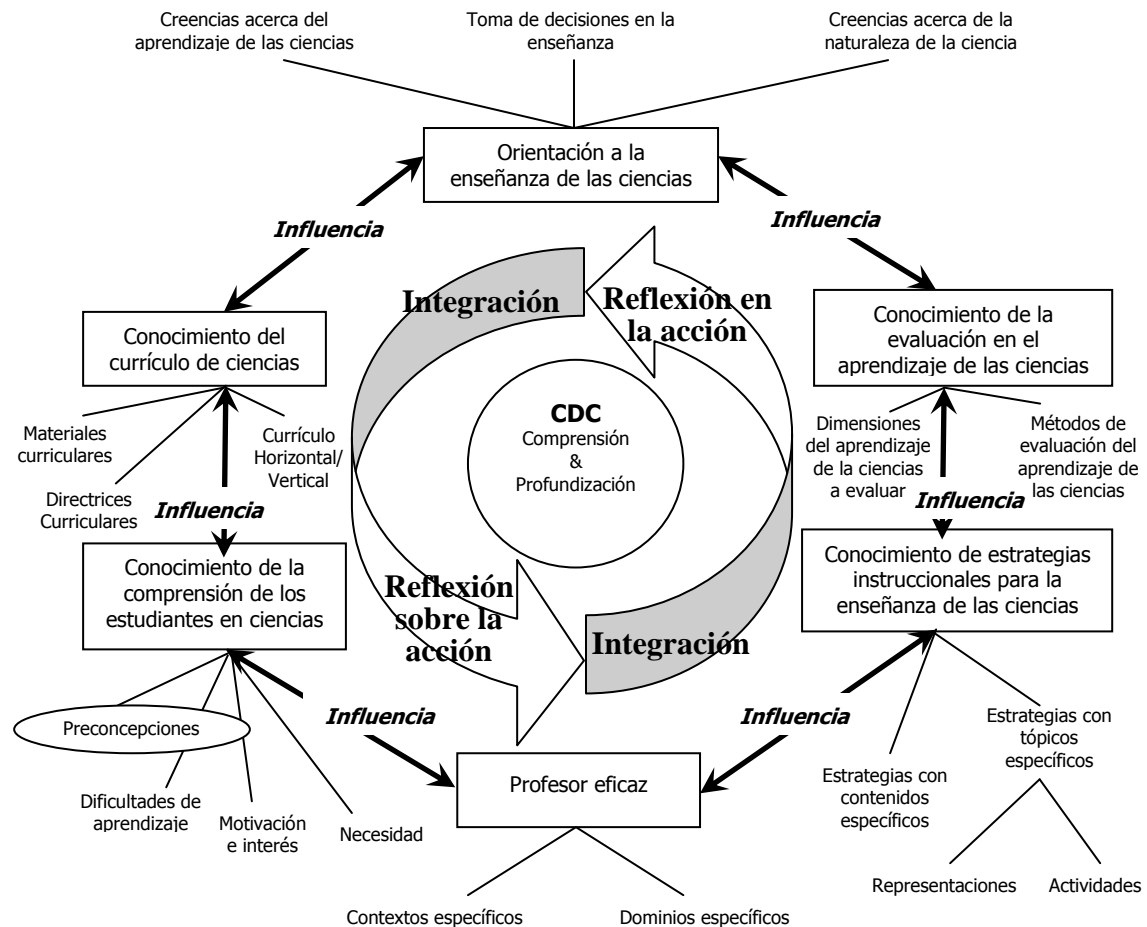 Creencias acerca del
aprendizaje de las ciencias
Toma de decisiones en la
enseñanza
Creencias acerca de la
naturaleza de la ciencia
Orientación a la
enseñanza de las ciencias
Influencia
Influencia
Integración
Reflexión en
la acción
Conocimiento del
currículo de ciencias
Conocimiento de la
evaluación en el
aprendizaje de las ciencias
CDC
Comprensión
&
Profundización
Materiales
curriculares
Directrices
Curriculares
Currículo
Horizontal/
Vertical
Dimensiones
del aprendizaje
de la ciencias
a evaluar
Métodos de
evaluación del
aprendizaje de
las ciencias
Influencia
Influencia
Conocimiento de la
comprensión de los
estudiantes en ciencias
Conocimiento de estrategias
instruccionales para la
enseñanza de las ciencias
Reflexión
sobre la
acción
Integración
Influencia
Influencia
Preconcepciones
Dificultades de
aprendizaje
Motivación
e interés
Necesidad
Profesor eficaz
Estrategias con
contenidos
específicos
Estrategias con
tópicos
específicos
Representaciones
Actividades
Contextos específicos
Dominios específicos